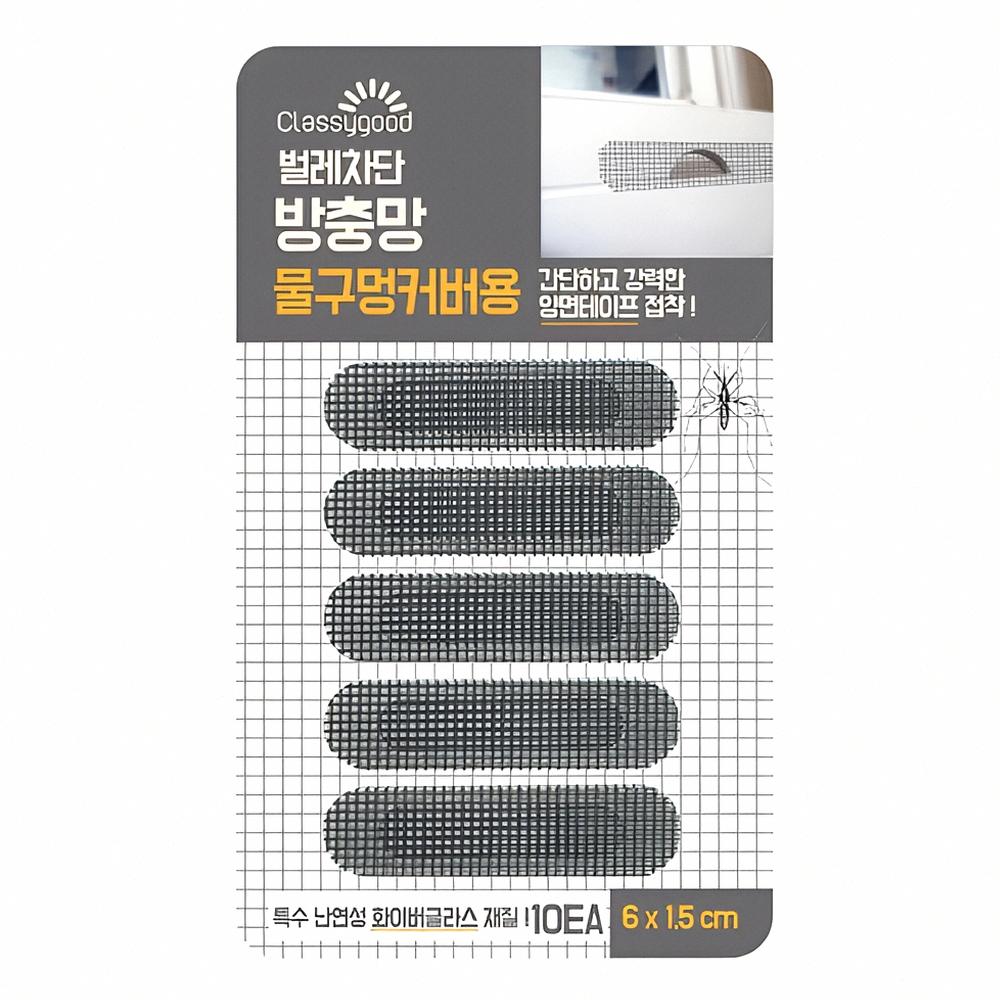 Classygood
벌레차단
방충망
물구멍커버용
간단하고 강력한
양면테이프 접착!
특수 난연성 화이버글라스 재질!
10EA
6 x 1.5 cm